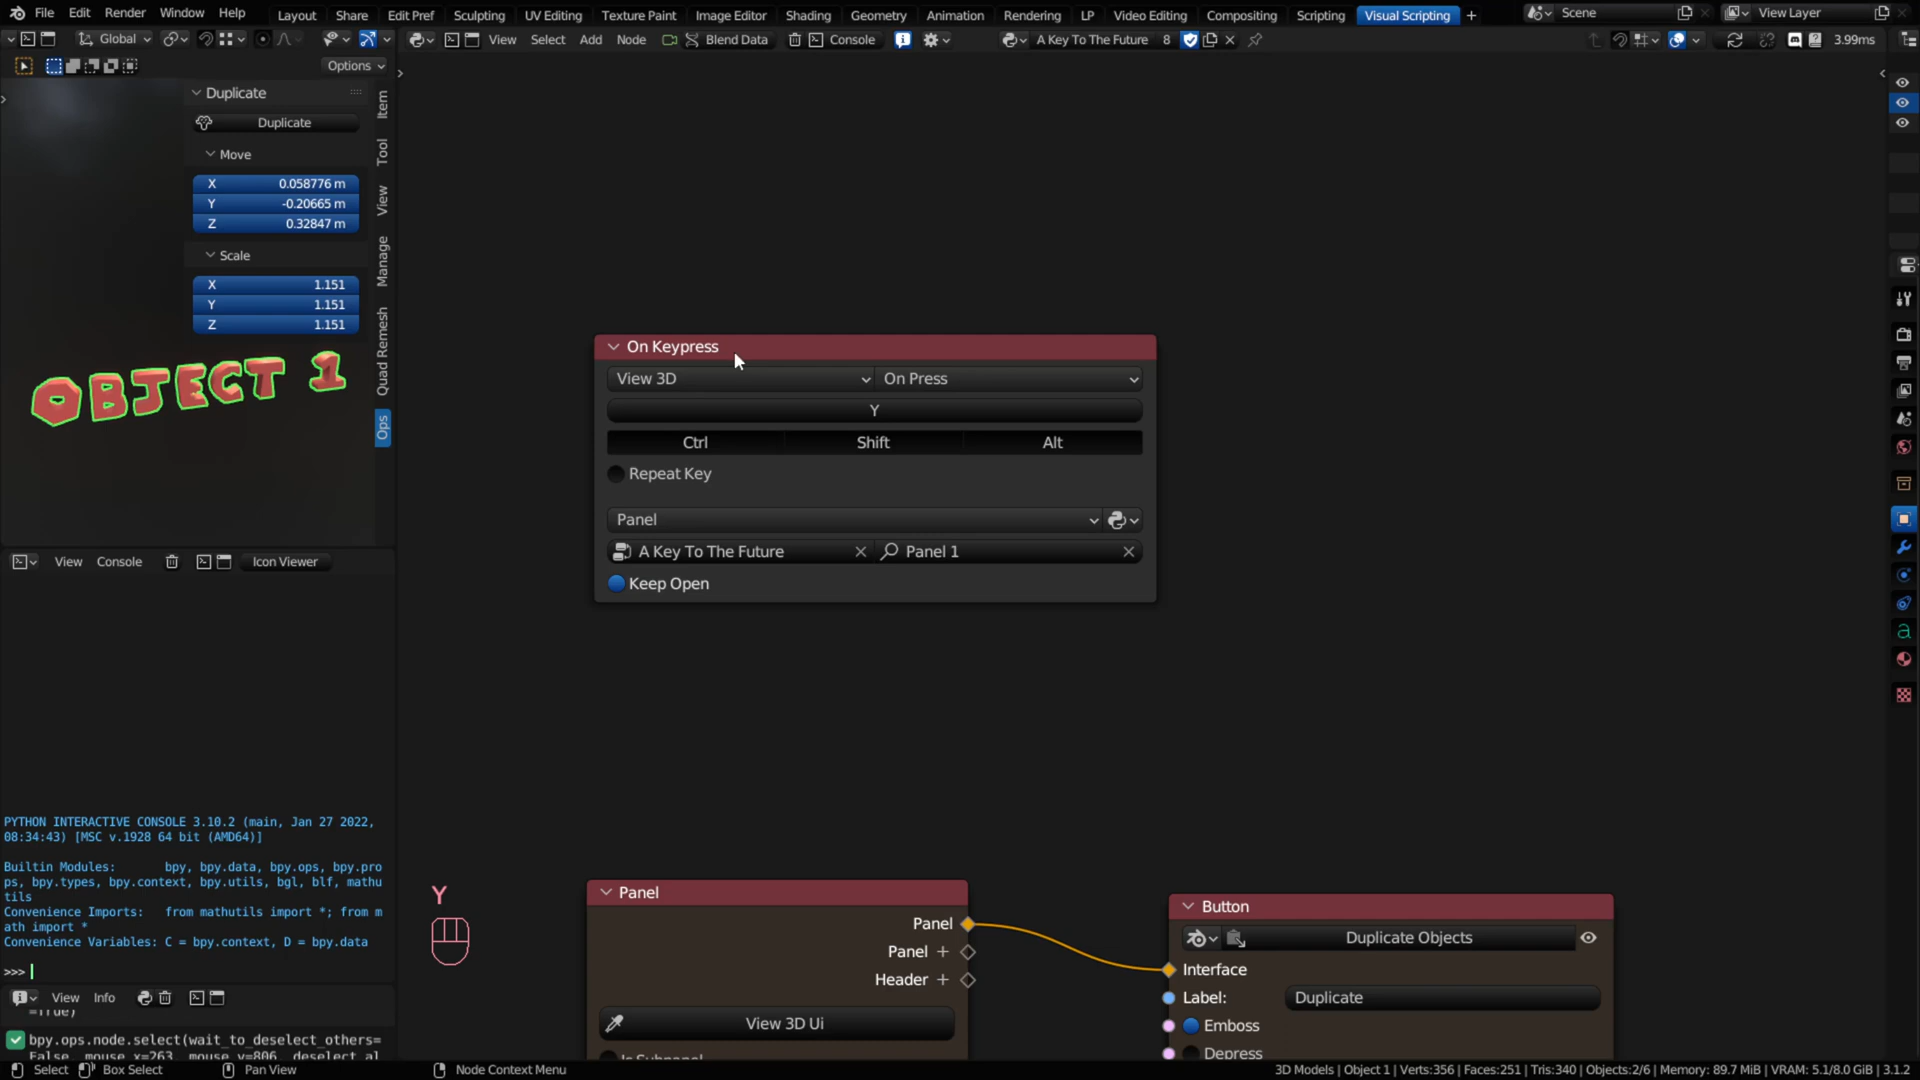 File Edit Render Window Help Layout Share Edit Pref Sculpting UV Editing Texture Paint Image Editor Shading Geometry Animation Rendering LP Video Editing Compositing Scripting Visual Scripting + Scene View Layer
Global View Select Add Node Blend Data Console A Key To The Future 8 3.99ms
Options
Duplicate
Duplicate
Move
X 0.058776 m
Y -0.20665 m
Z 0.32847 m
Scale
X 1.151
Y 1.151
Z 1.151
Item
Tool
View
Manage
Quad Remesh
Ops
OBJECT 1
On Keypress
View 3D On Press
Y
Ctrl Shift Alt
Repeat Key
Panel
A Key To The Future Panel 1
Keep Open
View Console Icon Viewer
PYTHON INTERACTIVE CONSOLE 3.10.2 (main, Jan 27 2022,
08:34:43) [MSC v.1928 64 bit (AMD64)]
Builtin Modules: bpy, bpy.data, bpy.ops, bpy.pro
ps, bpy.types, bpy.context, bpy.utils, bgl, blf, mathu
tils
Convenience Imports: from mathutils import *; from m
ath import *
Convenience Variables: C = bpy.context, D = bpy.data
>>>
View Info
=True)
bpy.ops.node.select(wait_to_deselect_others=
False, mouse_x=263, mouse_y=806, deselect_al
Y
Panel
Panel
Panel +
Header +
View 3D Ui
Is Subpanel
Button
Duplicate Objects
Interface
Label: Duplicate
Emboss
Depress
Select Box Select Pan View Node Context Menu 3D Models | Object 1 | Verts:356 | Faces:251 | Tris:340 | Objects:2/6 | Memory: 89.7 MiB | VRAM: 5.1/8.0 GiB | 3.1.2